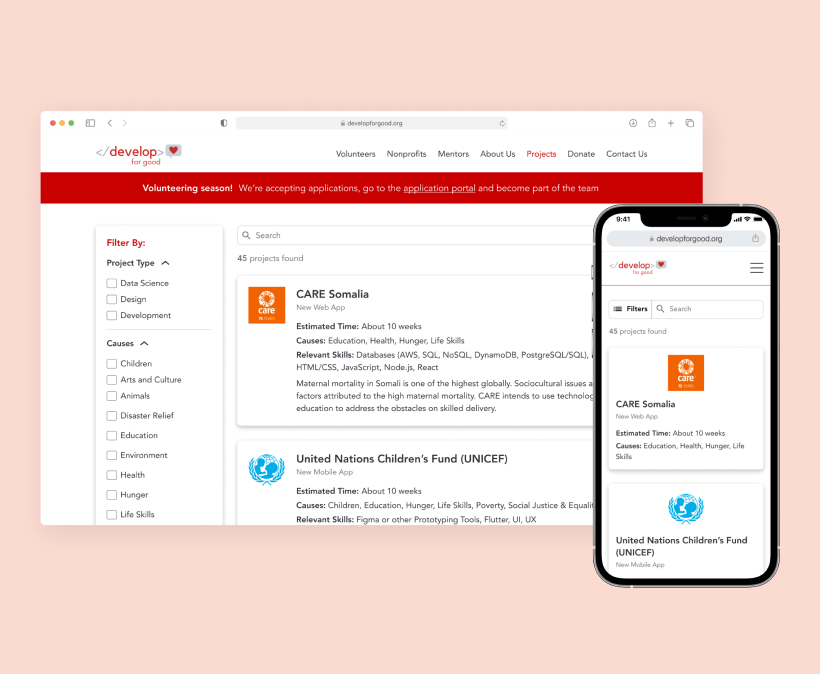 developforgood.org
</develop>
for good
Volunteers Nonprofits Mentors About Us Projects Donate Contact Us
Volunteering season! We're accepting applications, go to the application portal and become part of the team
Filter By:
Project Type
Data Science
Design
Development
Causes
Children
Arts and Culture
Animals
Disaster Relief
Education
Environment
Health
Hunger
Life Skills
Search
45 projects found
care
CARE Somalia
New Web App
Estimated Time: About 10 weeks
Causes: Education, Health, Hunger, Life Skills
Relevant Skills: Databases (AWS, SQL, NoSQL, DynamoDB, PostgreSQL/SQL),
HTML/CSS, JavaScript, Node.js, React
Maternal mortality in Somali is one of the highest globally. Sociocultural issues a
factors attributed to the high maternal mortality. CARE intends to use technolog
education to address the obstacles on skilled delivery.
United Nations Children's Fund (UNICEF)
New Mobile App
Estimated Time: About 10 weeks
Causes: Children, Education, Hunger, Life Skills, Poverty, Social Justice & Equali
Relevant Skills: Figma or other Prototyping Tools, Flutter, UI, UX
9:41
developforgood.org
</develop>
for good
Filters Search
45 projects found
care
CARE Somalia
New Web App
Estimated Time: About 10 weeks
Causes: Education, Health, Hunger, Life
Skills
United Nations Children's Fund
(UNICEF)
New Mobile App